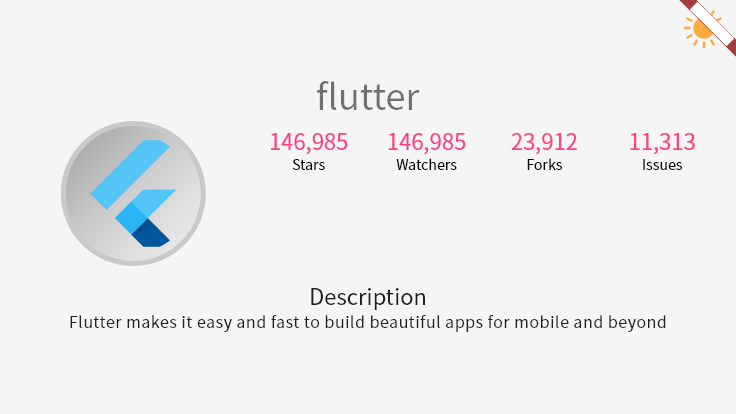 flutter
146,985 146,985 23,912 11,313
Stars Watchers Forks Issues
Description
Flutter makes it easy and fast to build beautiful apps for mobile and beyond